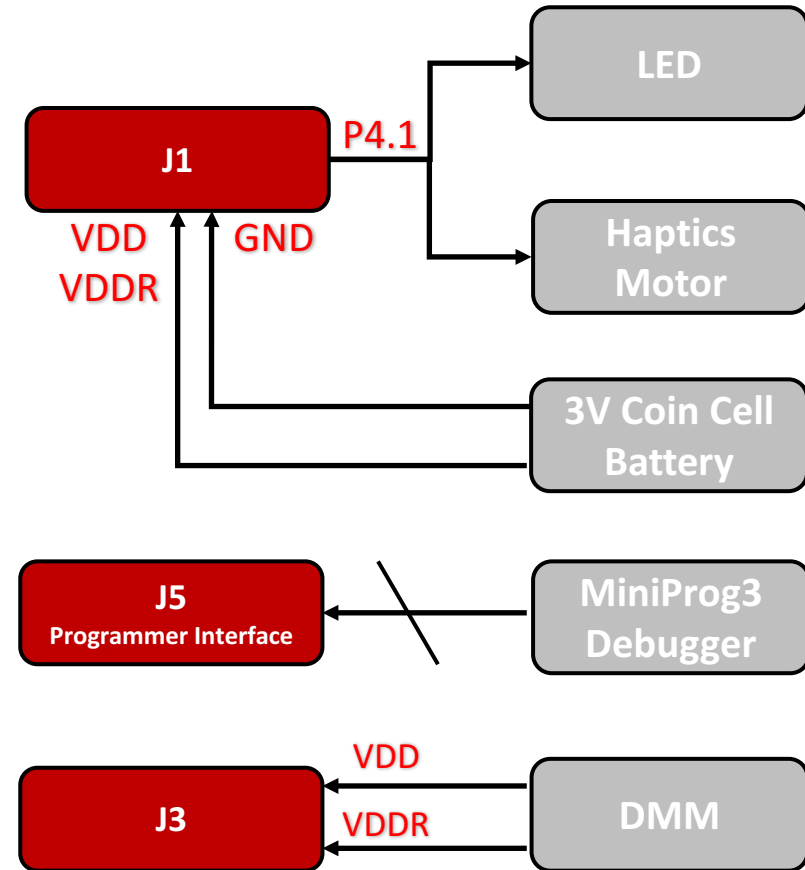 LED
J1
P4.1
VDD
GND
VDDR
Haptics
Motor
3V Coin Cell
Battery
J5
Programmer Interface
MiniProg3
Debugger
VDD
J3
VDDR
DMM